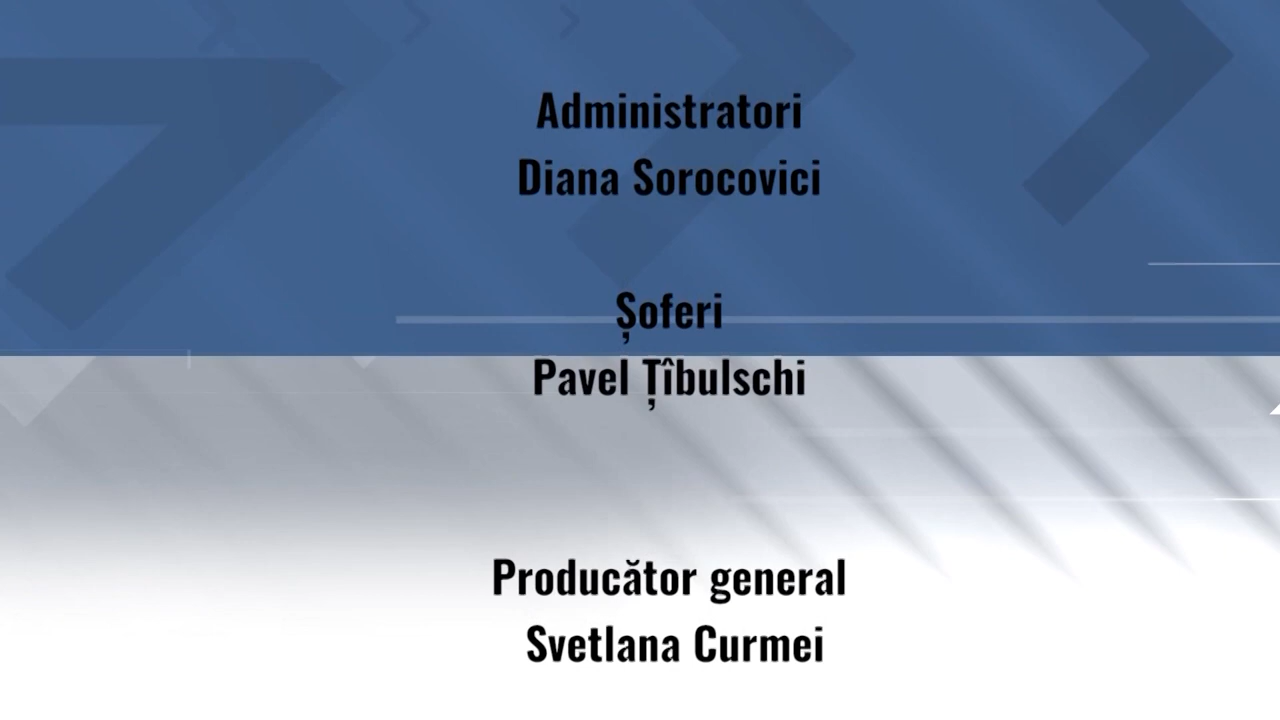 Administratori
Diana Sorocovici
Șoferi
Pavel Țîbulschi
Producător general
Svetlana Curmei